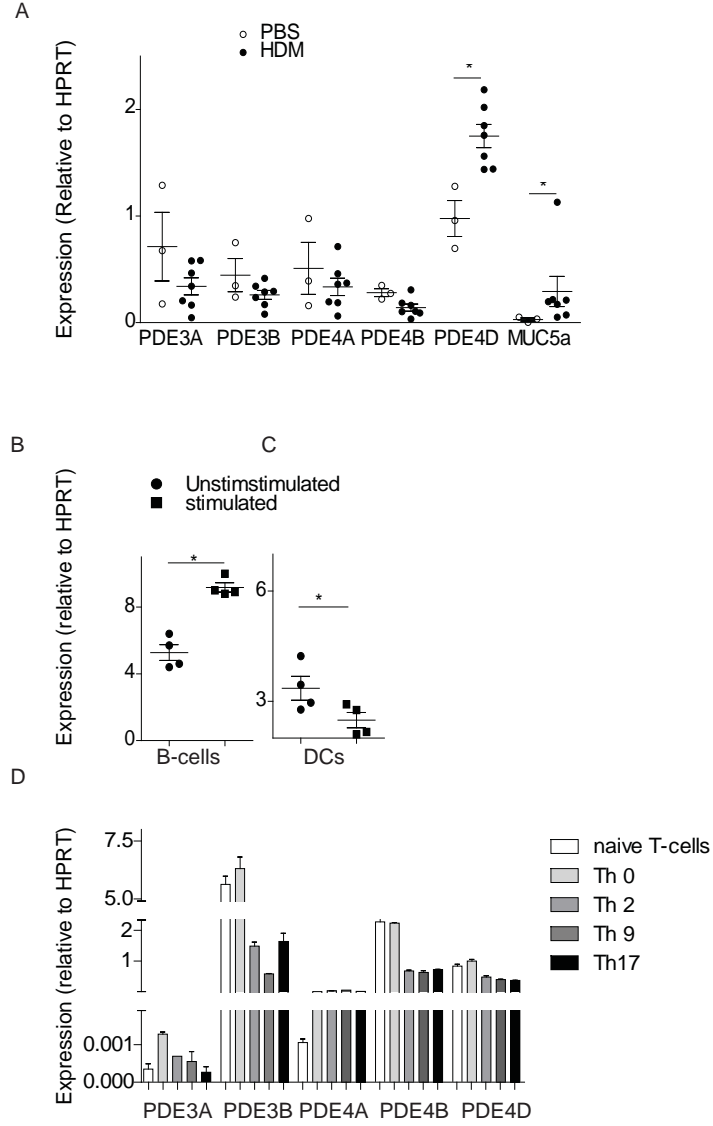 A
PBS
HDM
Expression (Relative to HPRT)
2
1
0
*
*
PDE3A PDE3B PDE4A PDE4B PDE4D MUC5a
B
C
Unstimstimulated
stimulated
Expression (relative to HPRT)
8
4
0
*
B-cells
6
3
*
DCs
D
Expression (relative to HPRT)
7.5
5.0
2
1
0.001
0.000
naive T-cells
Th 0
Th 2
Th 9
Th17
PDE3A PDE3B PDE4A PDE4B PDE4D